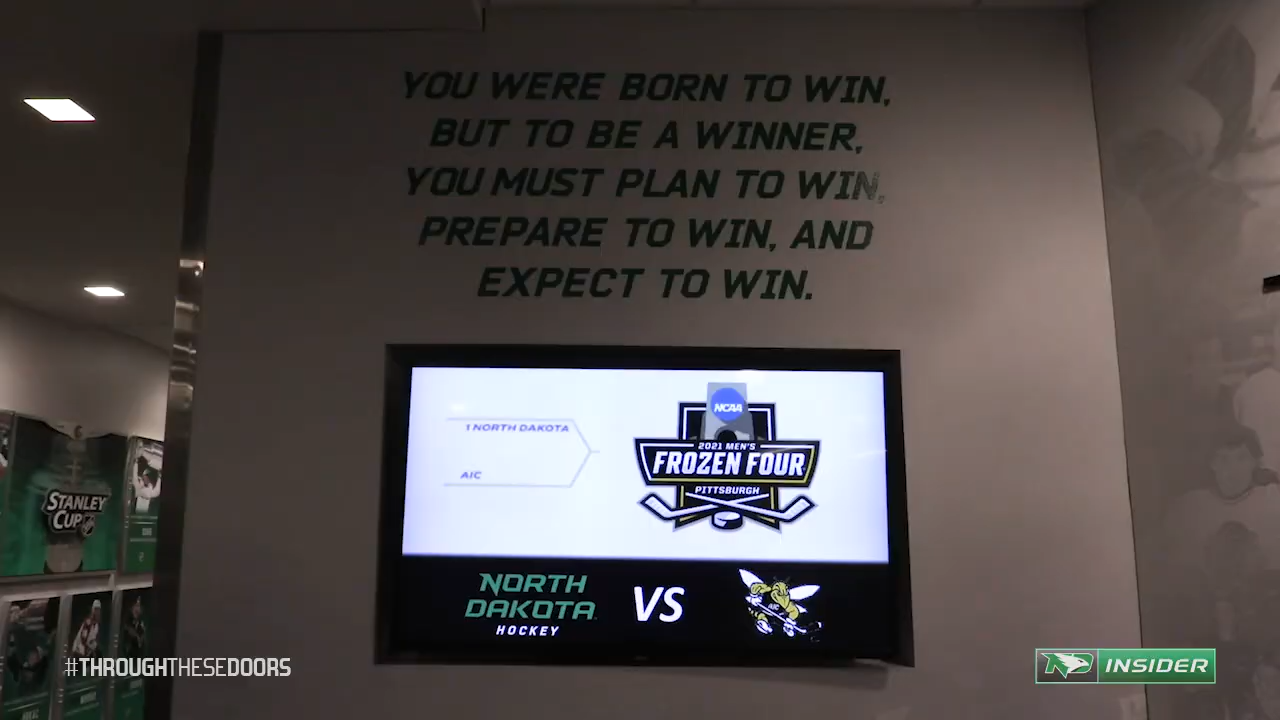 YOU WERE BORN TO WIN,
BUT TO BE A WINNER,
YOU MUST PLAN TO WIN,
PREPARE TO WIN, AND
EXPECT TO WIN.
NCAA
1 NORTH DAKOTA
2021 MEN'S
FROZEN FOUR
AIC
PITTSBURGH
STANLEY
CUP
NORTH
DAKOTA
HOCKEY
VS
AIC
#THROUGHTHESEDOORS
INSIDER